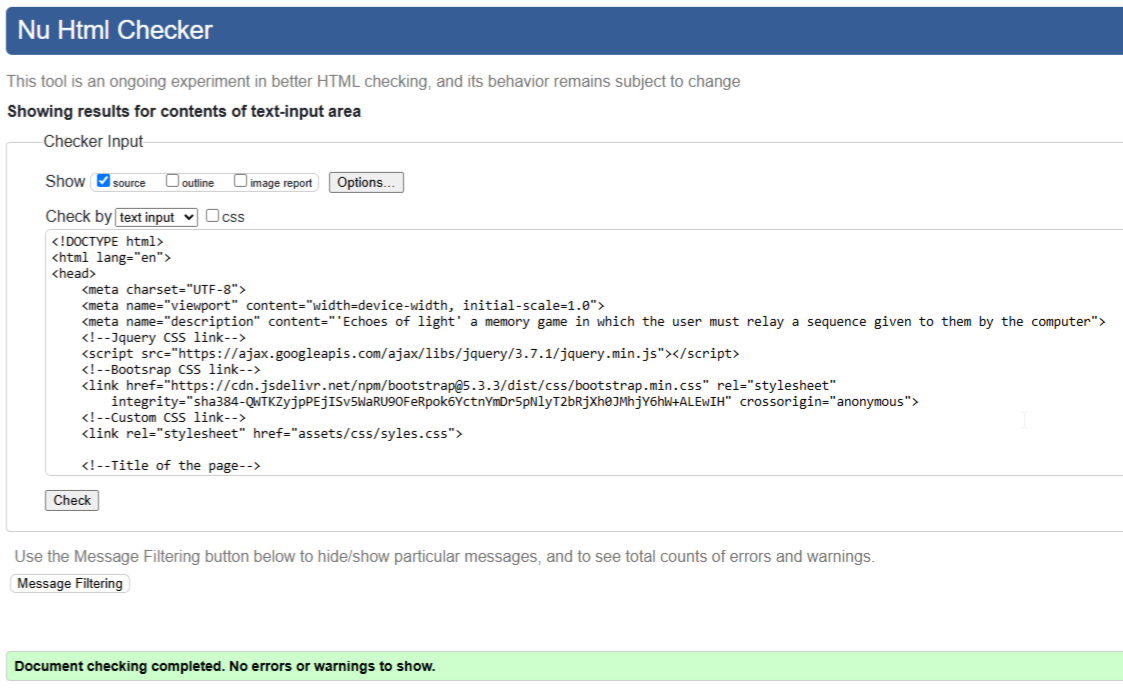 Nu Html Checker
This tool is an ongoing experiment in better HTML checking, and its behavior remains subject to change
Showing results for contents of text-input area
Checker Input
Show source outline image report Options...
Check by text input css
<!DOCTYPE html>
<html lang="en">
<head>
    <meta charset="UTF-8">
    <meta name="viewport" content="width=device-width, initial-scale=1.0">
    <meta name="description" content="'Echoes of light' a memory game in which the user must relay a sequence given to them by the computer">
    <!--Jquery CSS link-->
    <script src="https://ajax.googleapis.com/ajax/libs/jquery/3.7.1/jquery.min.js"></script>
    <!--Bootsrap CSS link-->
    <link href="https://cdn.jsdelivr.net/npm/bootstrap@5.3.3/dist/css/bootstrap.min.css" rel="stylesheet"
        integrity="sha384-QWTKZyjpPEjISv5WaRU9OFeRpok6YctnYmDr5pNlyT2bRjXh0JMhjY6hW+ALEwIH" crossorigin="anonymous">
    <!--Custom CSS link-->
    <link rel="stylesheet" href="assets/css/syles.css">
    <!--Title of the page-->
Check
Use the Message Filtering button below to hide/show particular messages, and to see total counts of errors and warnings.
Message Filtering
Document checking completed. No errors or warnings to show.